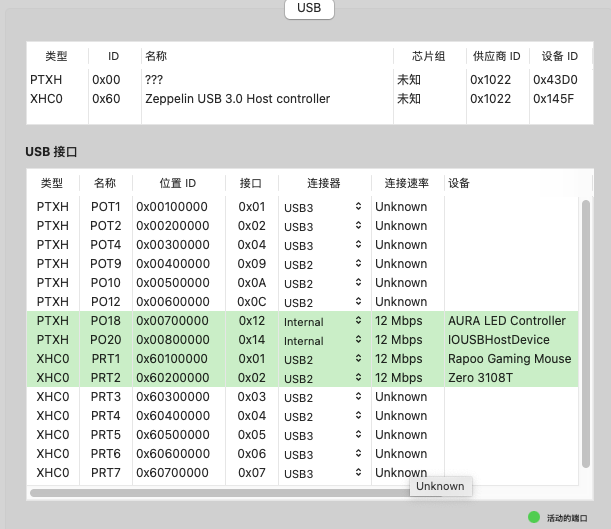 USB
类型 ID 名称 芯片组 供应商 ID 设备 ID
PTXH 0x00 ??? 未知 0x1022 0x43D0
XHC0 0x60 Zeppelin USB 3.0 Host controller 未知 0x1022 0x145F
USB 接口
类型 名称 位置 ID 接口 连接器 连接速率 设备
PTXH POT1 0x00100000 0x01 USB3 Unknown
PTXH POT2 0x00200000 0x02 USB3 Unknown
PTXH POT4 0x00300000 0x04 USB3 Unknown
PTXH POT9 0x00400000 0x09 USB2 Unknown
PTXH PO10 0x00500000 0x0A USB2 Unknown
PTXH PO12 0x00600000 0x0C USB2 Unknown
PTXH PO18 0x00700000 0x12 Internal 12 Mbps AURA LED Controller
PTXH PO20 0x00800000 0x14 Internal 12 Mbps IOUSBHostDevice
XHC0 PRT1 0x60100000 0x01 USB2 12 Mbps Rapoo Gaming Mouse
XHC0 PRT2 0x60200000 0x02 USB2 12 Mbps Zero 3108T
XHC0 PRT3 0x60300000 0x03 USB2 Unknown
XHC0 PRT4 0x60400000 0x04 USB2 Unknown
XHC0 PRT5 0x60500000 0x05 USB3 Unknown
XHC0 PRT6 0x60600000 0x06 USB3 Unknown
XHC0 PRT7 0x60700000 0x07 USB3 Unknown
Unknown
活动的端口